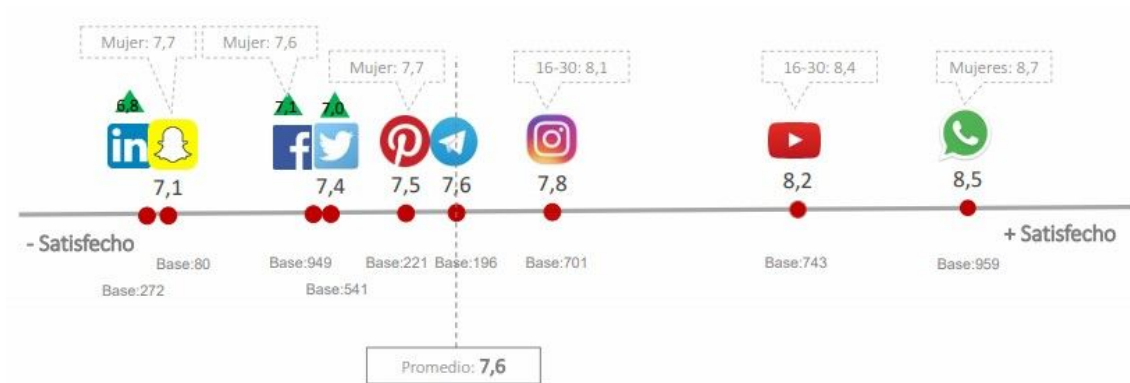 Mujer: 7,7
Mujer: 7,6
Mujer: 7,7
16-30: 8,1
16-30: 8,4
Mujeres: 8,7
6,8
7,1
7,0
in
f
7,1
7,4
7,5
7,6
7,8
8,2
8,5
- Satisfecho
+ Satisfecho
Base:80
Base:949
Base:221
Base:196
Base:701
Base:743
Base:959
Base:272
Base:541
Promedio: 7,6